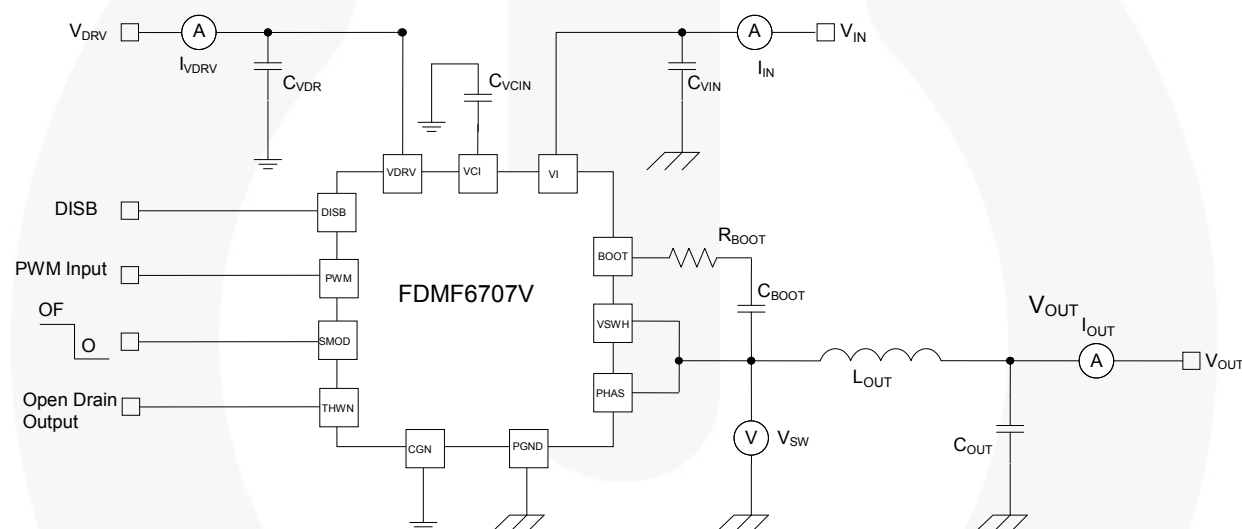 VDRV
A
IVDRV
CVDR
CVCIN
CVIN
A
IIN
VIN
VDRV
VCI
VI
DISB
DISB
PWM Input
PWM
OF
O
SMOD
Open Drain
Output
THWN
CGN
PGND
FDMF6707V
BOOT
VSWH
PHAS
RBOOT
CBOOT
V
VSW
LOUT
VOUT
IOUT
A
VOUT
COUT